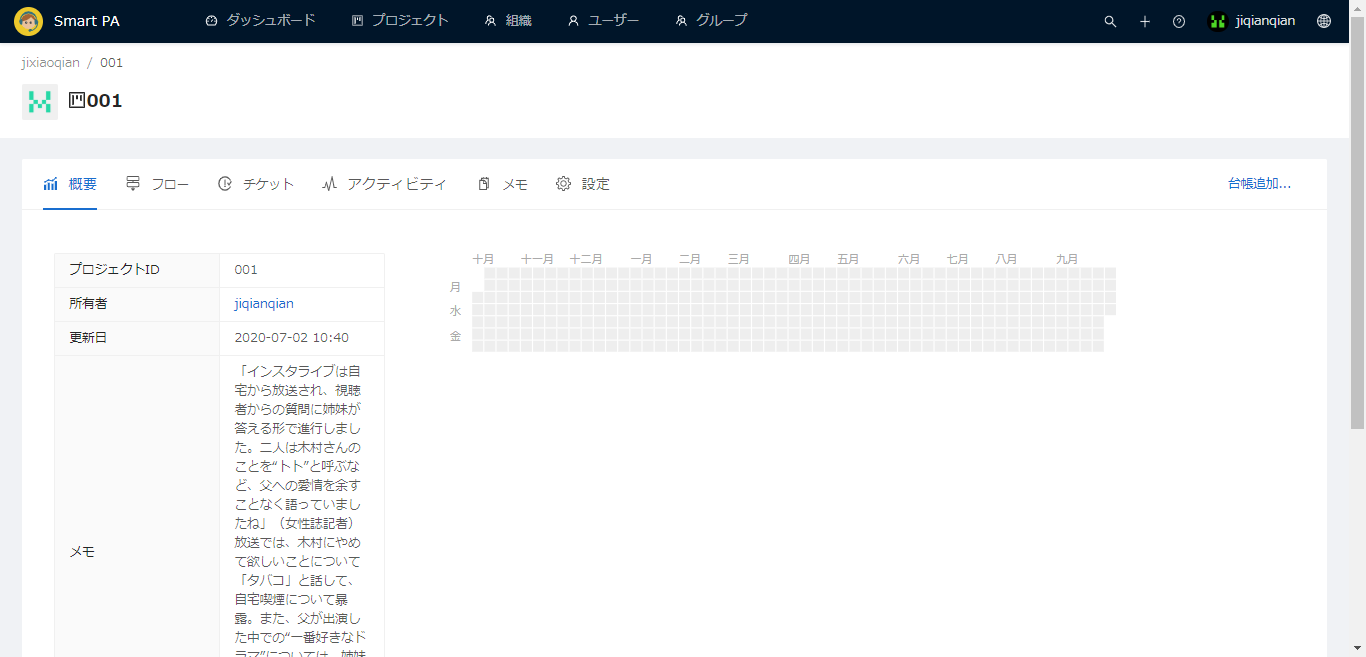 Smart PA ダッシュボード プロジェクト 組織 ユーザー グループ jiqianqian
jixiaoqian / 001
001
概要 フロー チケット アクティビティ メモ 設定 台帳追加...
十月 十一月 十二月 一月 二月 三月 四月 五月 六月 七月 八月 九月
月
水
金
プロジェクトID 001
所有者 jiqianqian
更新日 2020-07-02 10:40
メモ
「インスタライブは自
宅から放送され、視聴
者からの質問に姉妹が
答える形で進行しまし
た。二人は木村さんの
ことを“トト”と呼ぶな
ど、父への愛情を余す
ことなく語っていまし
たね」（女性誌記者）
放送では、木村にやめ
て欲しいことについて
「タバコ」と話して、
自宅喫煙について暴
露。また、父が出演し
た中での“一番好きなド
ラマ”については、姉妹